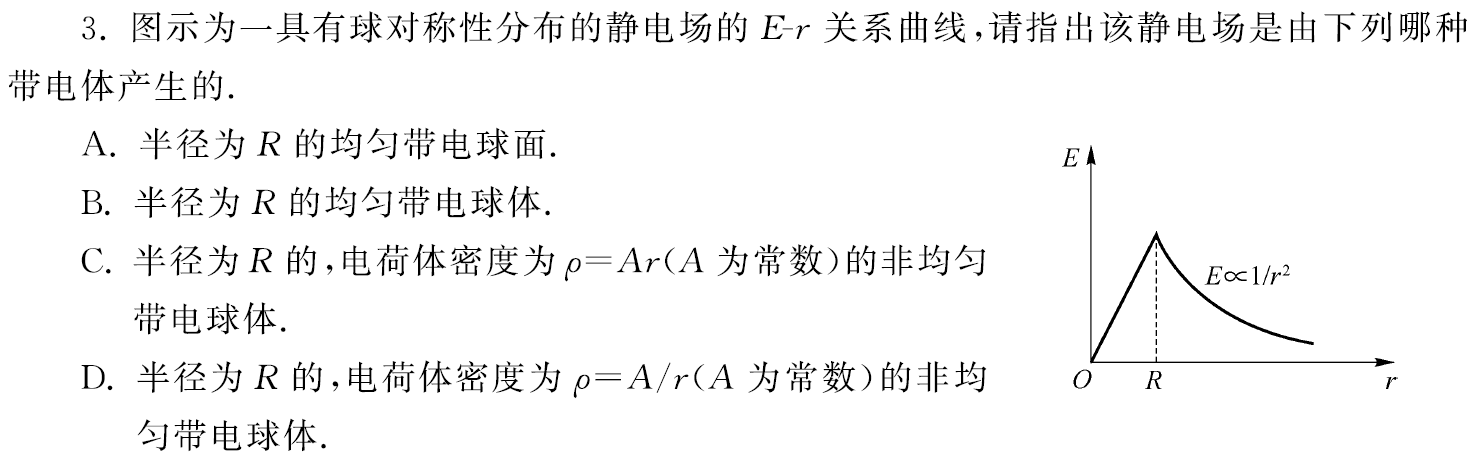 3. 图示为一具有球对称性分布的静电场的 E-r 关系曲线,请指出该静电场是由下列哪种
带电体产生的.
A. 半径为 R 的均匀带电球面.
B. 半径为 R 的均匀带电球体.
C. 半径为 R 的,电荷体密度为 ρ=Ar(A 为常数)的非均匀
带电球体.
D. 半径为 R 的,电荷体密度为 ρ=A/r(A 为常数)的非均
匀带电球体.
E
E∝1/r²
O R r